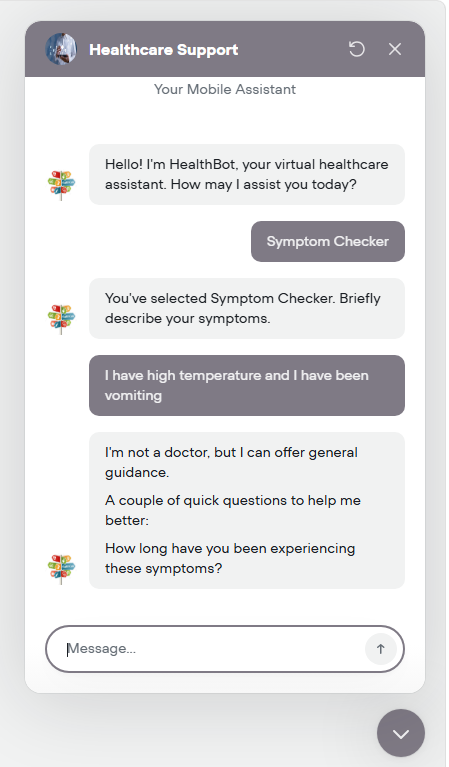 Healthcare Support
Your Mobile Assistant
Hello! I'm HealthBot, your virtual healthcare
assistant. How may I assist you today?
Symptom Checker
You've selected Symptom Checker. Briefly
describe your symptoms.
I have high temperature and I have been
vomiting
I'm not a doctor, but I can offer general
guidance.
A couple of quick questions to help me
better:
How long have you been experiencing
these symptoms?
Message...